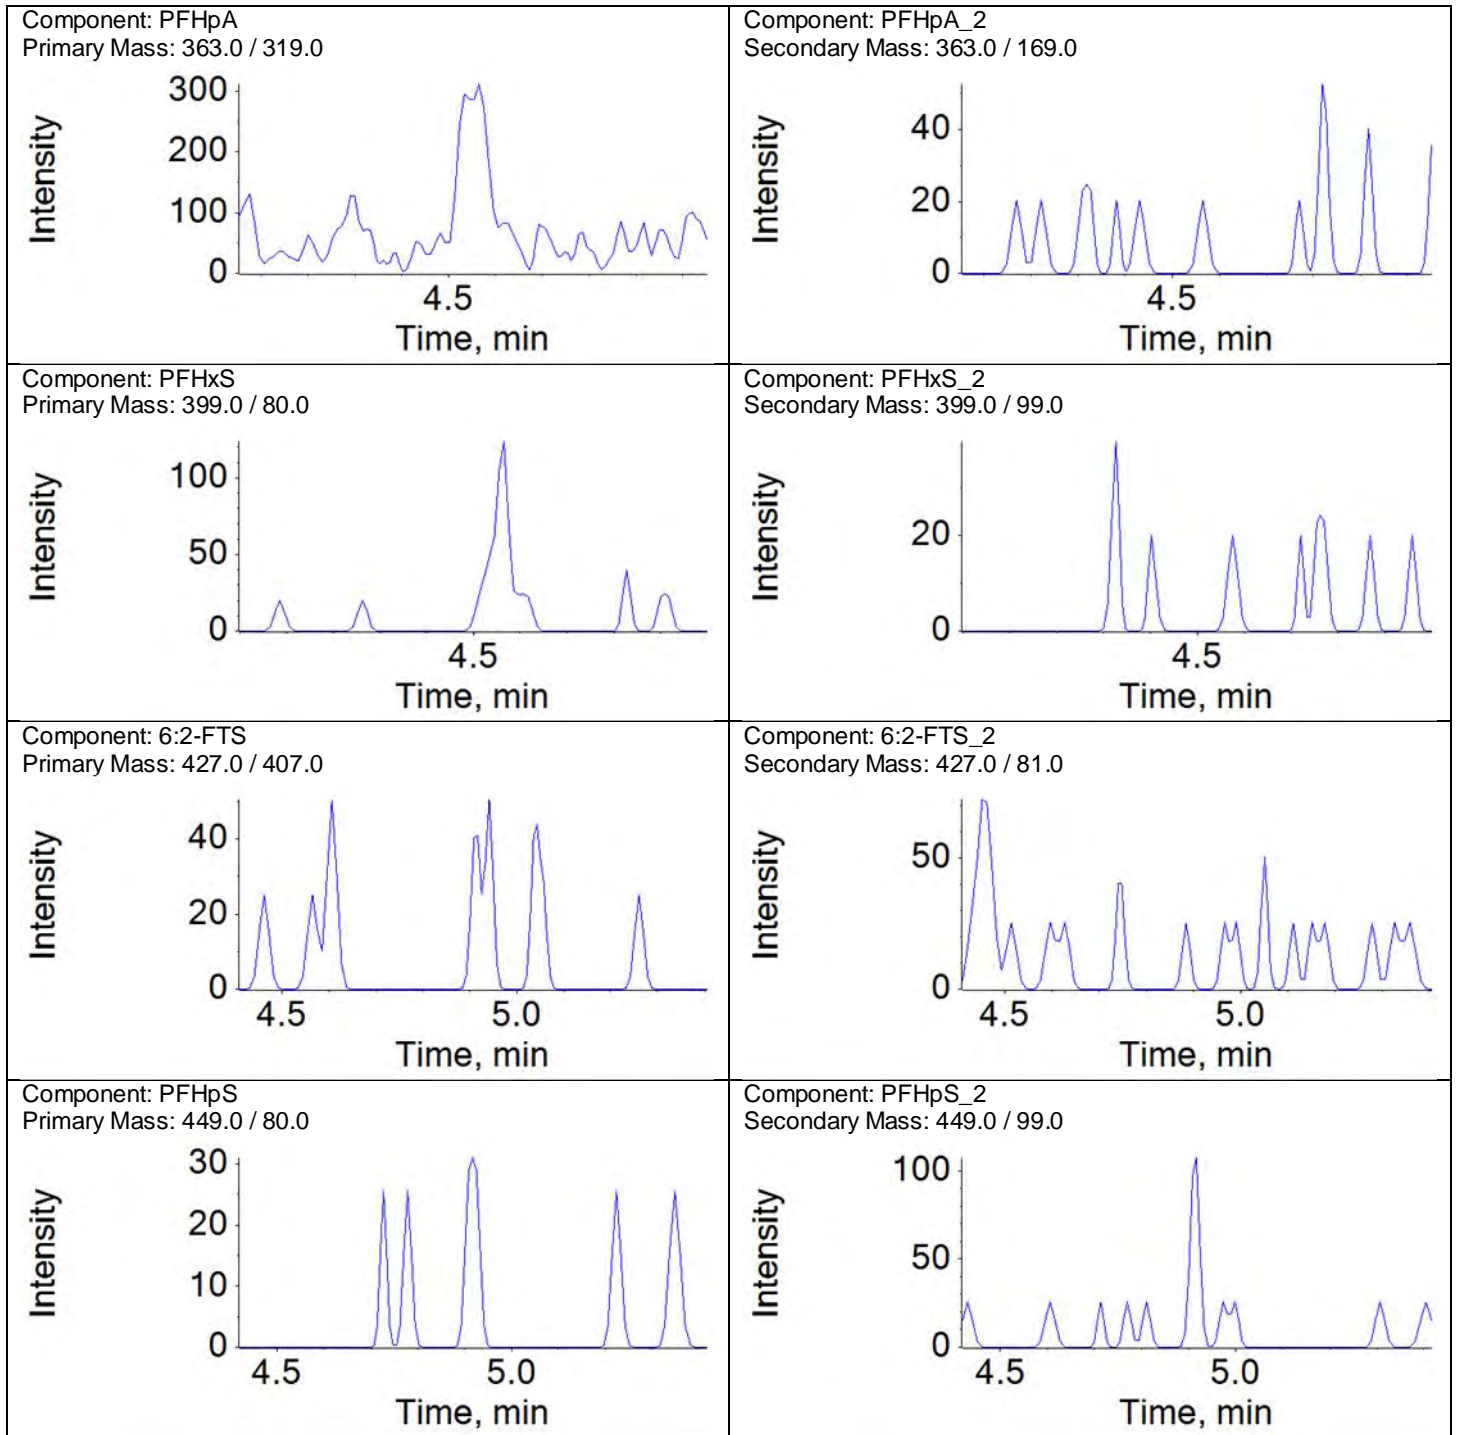 Component: PFHpA
Primary Mass: 363.0 / 319.0
Intensity
300
200
100
0
4.5
Time, min
Component: PFHpA_2
Secondary Mass: 363.0 / 169.0
Intensity
40
20
0
4.5
Time, min
Component: PFHxS
Primary Mass: 399.0 / 80.0
Intensity
100
50
0
4.5
Time, min
Component: PFHxS_2
Secondary Mass: 399.0 / 99.0
Intensity
20
0
4.5
Time, min
Component: 6:2-FTS
Primary Mass: 427.0 / 407.0
Intensity
40
20
0
4.5 5.0
Time, min
Component: 6:2-FTS_2
Secondary Mass: 427.0 / 81.0
Intensity
50
0
4.5 5.0
Time, min
Component: PFHpS
Primary Mass: 449.0 / 80.0
Intensity
30
20
10
0
4.5 5.0
Time, min
Component: PFHpS_2
Secondary Mass: 449.0 / 99.0
Intensity
100
50
0
4.5 5.0
Time, min